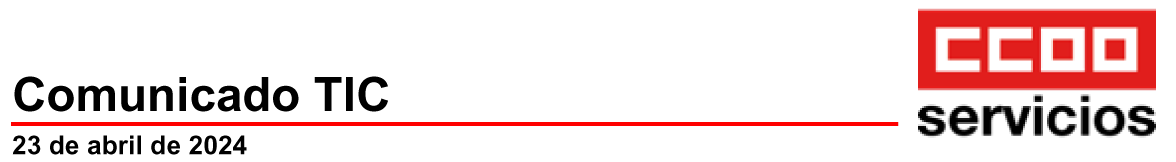 Comunicado TIC
23 de abril de 2024
CCOO
servicios